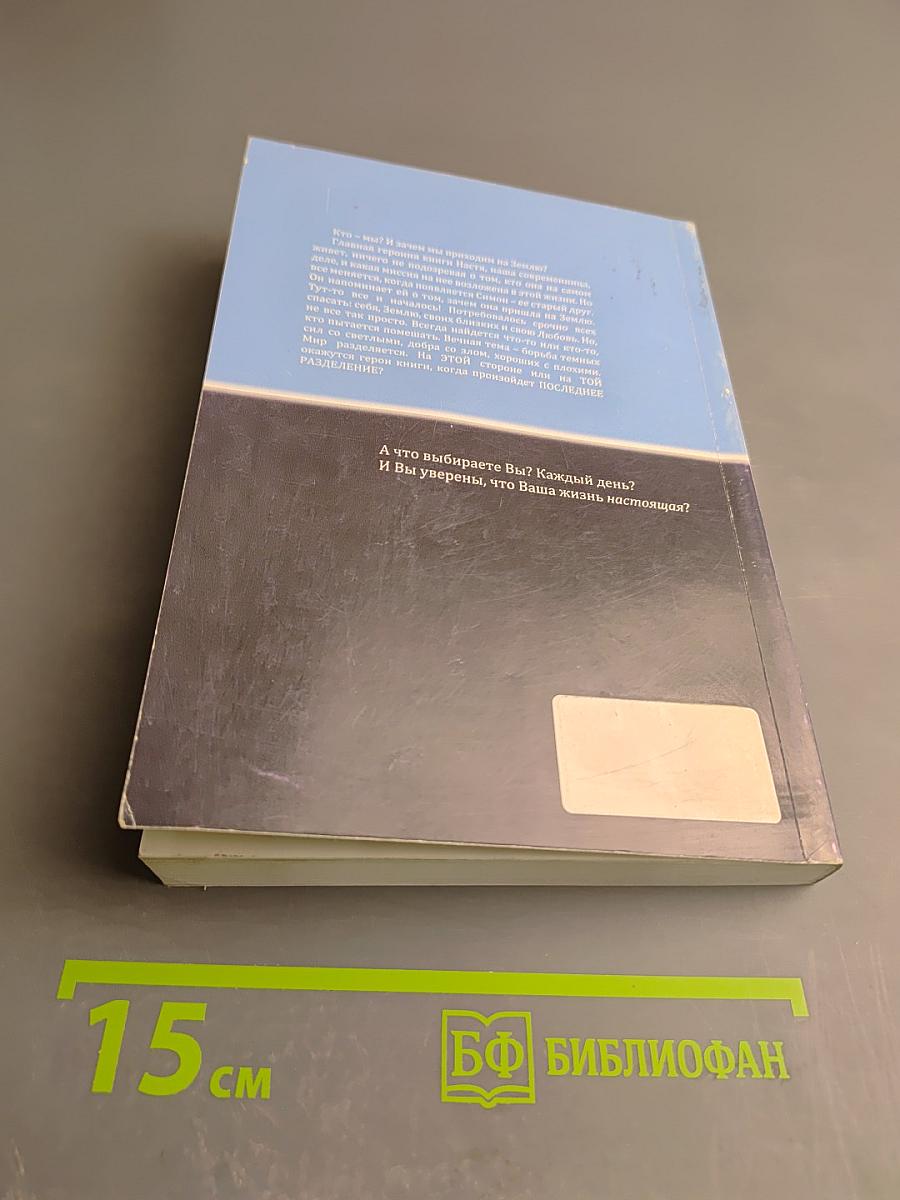 Кто – мы? И зачем мы приходим на Землю?
Главная героиня книги Настя, ваша современница,
живет, ничего не подозревая о том, кто она на самом
деле, и какая миссия на нее возложена в этой жизни. Но
все меняется, когда появляется Симон – ее старый друг.
Он напоминает ей о том, зачем она пришла на Землю.
Тут-то все и началось! Потребовалось срочно всех
спасать: себя, Землю, своих близких и свою Любовь. Но,
не все так просто. Всегда найдется что-то или кто-то,
кто пытается помешать. Вечная тема – борьба темных
сил со светлыми, добра со злом, хороших с плохими.
Мир разделяется. На ЭТОЙ стороне или на ТОЙ
окажутся герои книги, когда произойдет ПОСЛЕДНЕЕ
РАЗДЕЛЕНИЕ?
А что выбираете Вы? Каждый день?
И Вы уверены, что Ваша жизнь настоящая?
15 см
БФ БИБЛИОФАН